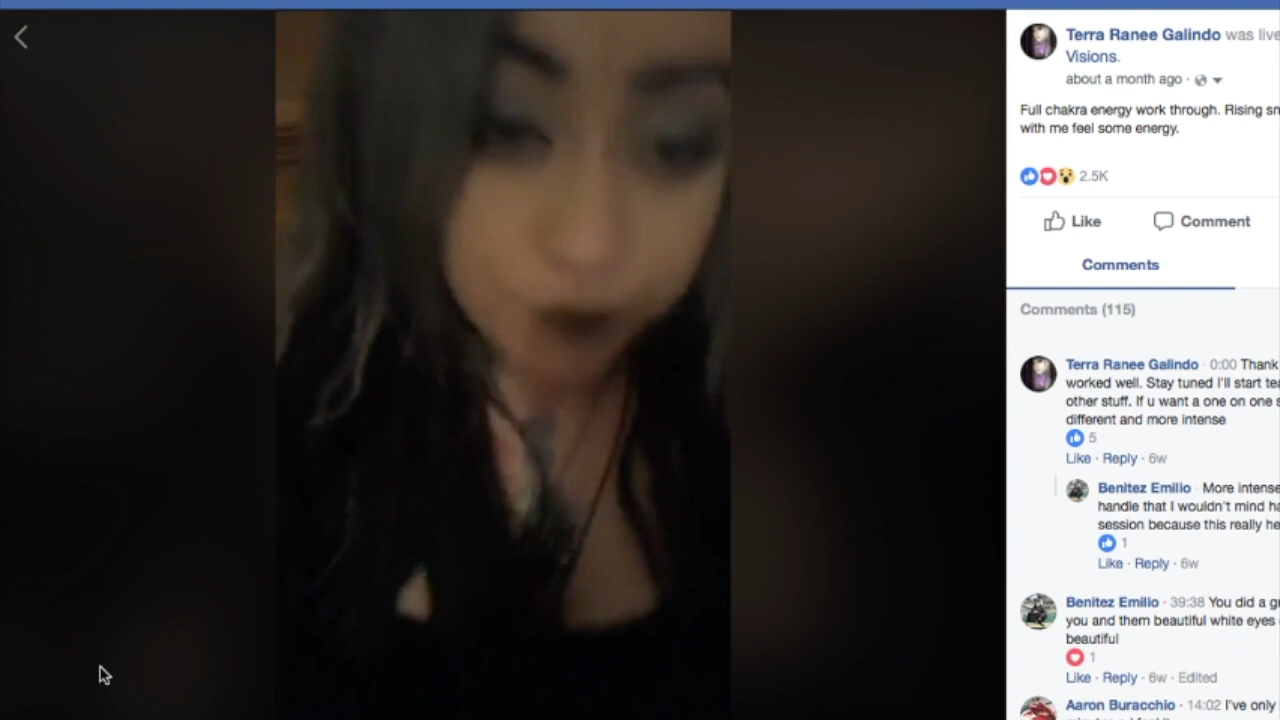 Terra Ranee Galindo was live
Visions.
about a month ago ·
Full chakra energy work through. Rising
with me feel some energy.
2.5K
Like Comment
Comments
Comments (115)
Terra Ranee Galindo · 0:00 Thank
worked well. Stay tuned I'll start
other stuff. If u want a one on one
different and more intense
5
Like · Reply · 6w
Benitez Emilio · More intense
handle that I wouldn't mind
session because this really
1
Like · Reply · 6w
Benitez Emilio · 39:38 You did a
you and them beautiful white eyes
beautiful
1
Like · Reply · 6w · Edited
Aaron Buracchio · 14:02 I've only